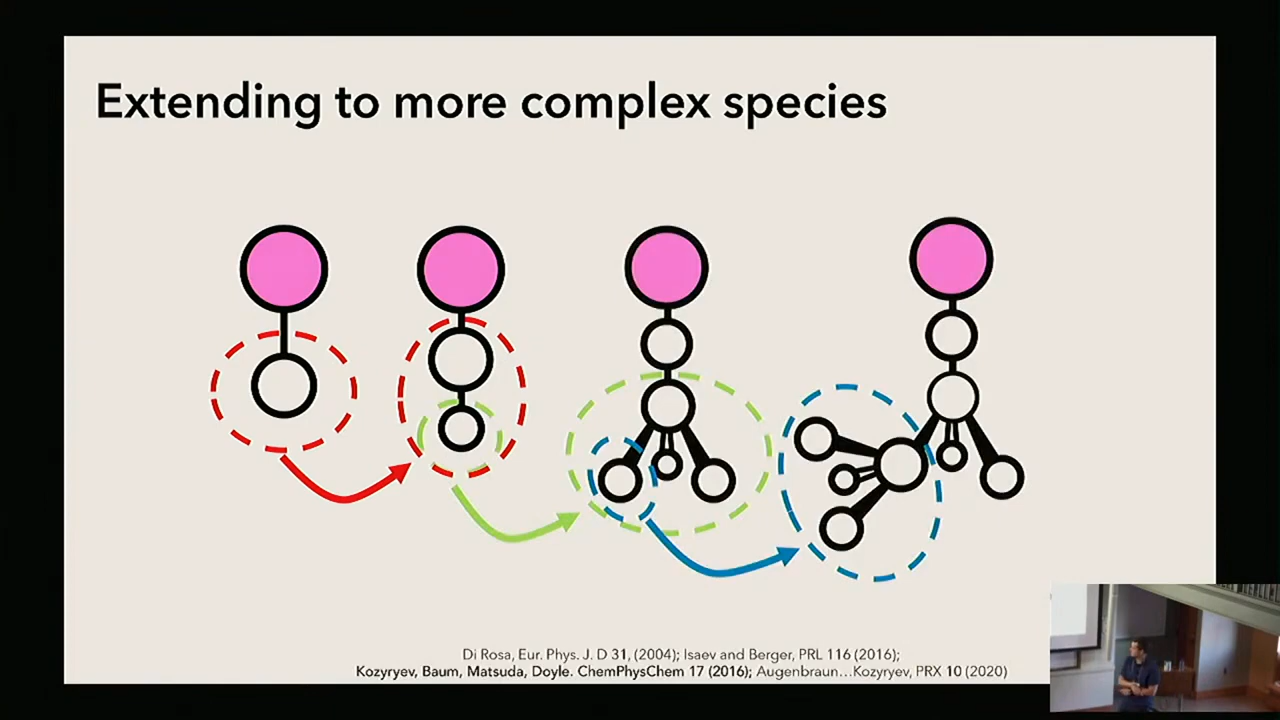 Extending to more complex species
Di Rosa, Eur. Phys. J. D 31, (2004); Isaev and Berger, PRL 116 (2016);
Kozyryev, Baum, Matsuda, Doyle. ChemPhysChem 17 (2016); Augenbraun…Kozyryev, PRX 10 (2020)